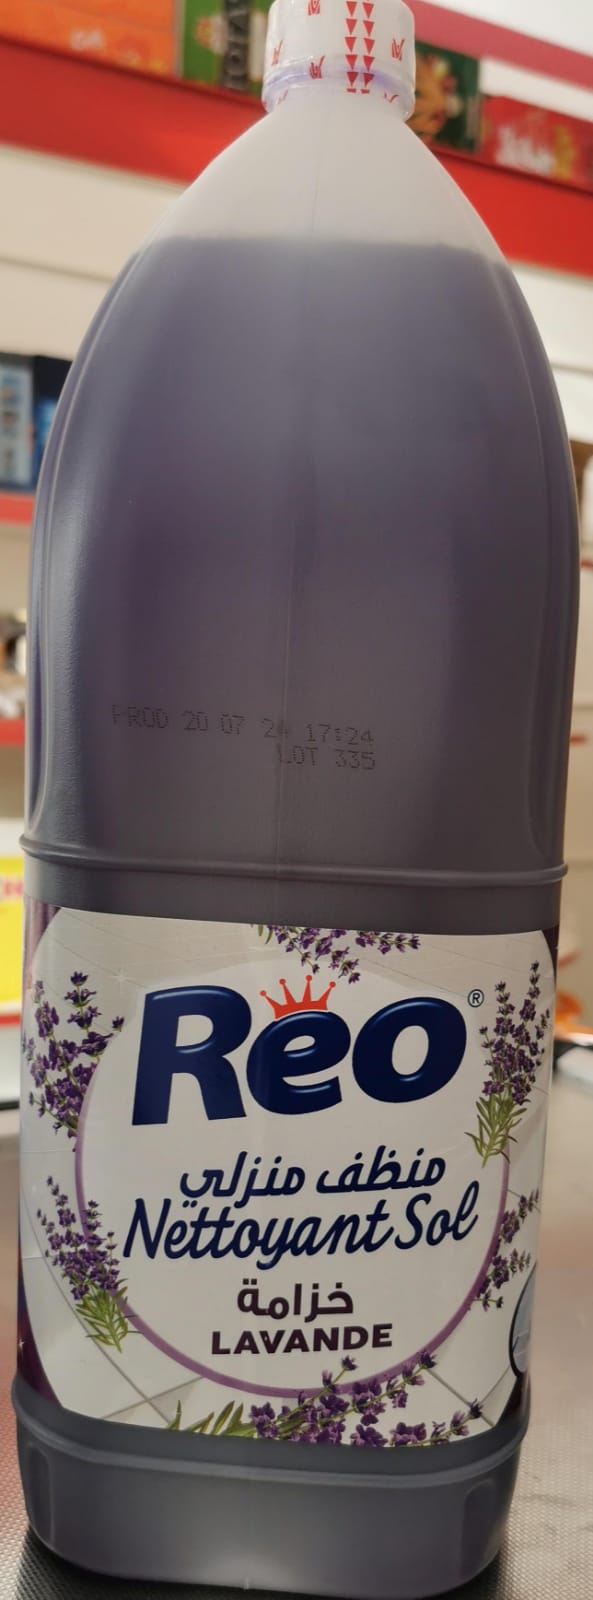 PROD 20 07 24 17:24
LOT 335
Reo®
منظف منزلي
Nettoyant Sol
خزامة
LAVANDE